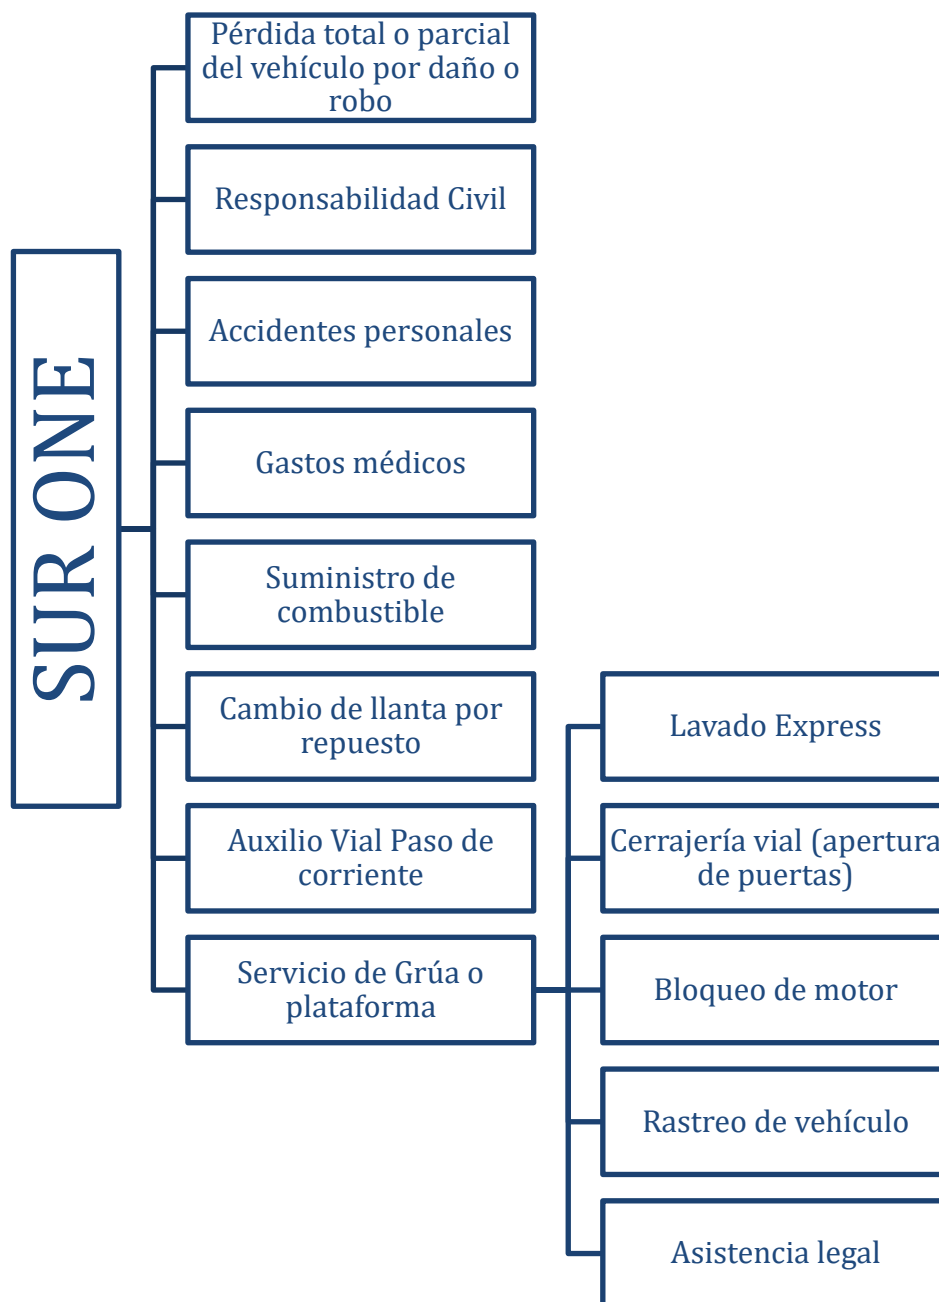 SUR ONE
Pérdida total o parcial
del vehículo por daño o
robo
Responsabilidad Civil
Accidentes personales
Gastos médicos
Suministro de
combustible
Cambio de llanta por
repuesto
Auxilio Vial Paso de
corriente
Servicio de Grúa o
plataforma
Lavado Express
Cerrajería vial (apertura
de puertas)
Bloqueo de motor
Rastreo de vehículo
Asistencia legal